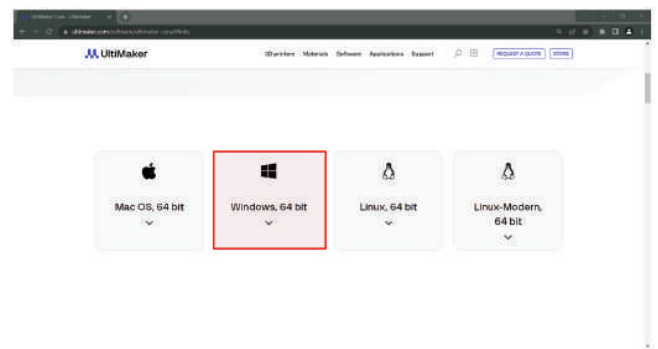 UltiMaker
3D printers Materials Software Applications Support
REQUEST A QUOTE STORE
Mac OS, 64 bit
Windows, 64 bit
Linux, 64 bit
Linux-Modern,
64 bit